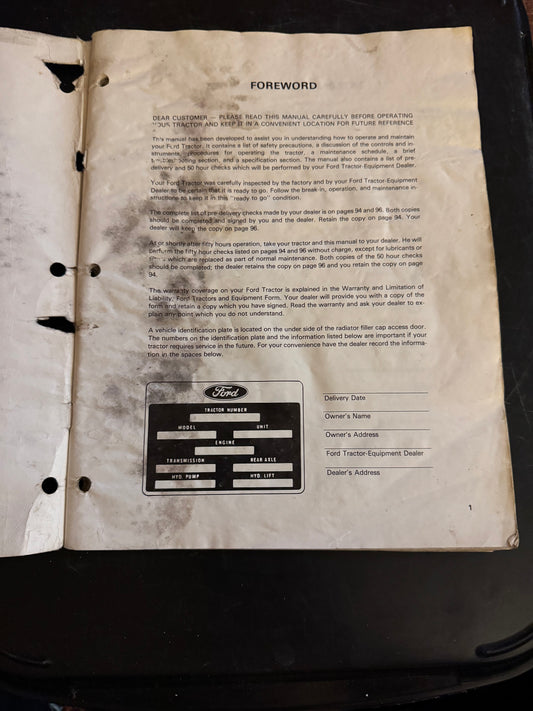 FOREWORD
DEAR CUSTOMER — PLEASE READ THIS MANUAL CAREFULLY BEFORE OPERATING
YOUR TRACTOR AND KEEP IT IN A CONVENIENT LOCATION FOR FUTURE REFERENCE
This manual has been developed to assist you in understanding how to operate and maintain
your Ford Tractor. It contains a list of safety precautions, a discussion of the controls and in-
struments, procedures for operating the tractor, a maintenance schedule, a brief
troubleshooting section, and a specification section. The manual also contains a list of pre-
delivery and 50 hour checks which will be performed by your Ford Tractor-Equipment Dealer.
Your Ford Tractor was carefully inspected by the factory and by your Ford Tractor-Equipment
Dealer to be certain that it is ready to go. Follow the break-in, operation, and maintenance in-
structions to keep it in this "ready to go" condition.
The complete list of pre-delivery checks made by your dealer is on pages 94 and 96. Both copies
should be completed and signed by you and the dealer. Retain the copy on page 94. Your
dealer will keep the copy on page 96.
At or shortly after fifty hours operation, take your tractor and this manual to your dealer. He will
perform the fifty hour checks listed on pages 94 and 96 without charge, except for lubricants or
which are replaced as part of normal maintenance. Both copies of the 50 hour checks
should be completed; the dealer retains the copy on page 96 and you retain the copy on page
94.
The warranty coverage on your Ford Tractor is explained in the Warranty and Limitation of
Liability, Ford Tractors and Equipment Form. Your dealer will provide you with a copy of the
form and retain a copy which you have signed. Read the warranty and ask your dealer to ex-
plain any point which you do not understand.
A vehicle identification plate is located on the under side of the radiator filler cap access door.
The numbers on the identification plate and the information listed below are important if your
tractor requires service in the future. For your convenience have the dealer record the informa-
tion in the spaces below.
Ford
TRACTOR NUMBER
MODEL UNIT
ENGINE
TRANSMISSION REAR AXLE
HYD PUMP HYD LIFT
Delivery Date
Owner's Name
Owner's Address
Ford Tractor-Equipment Dealer
Dealer's Address
1